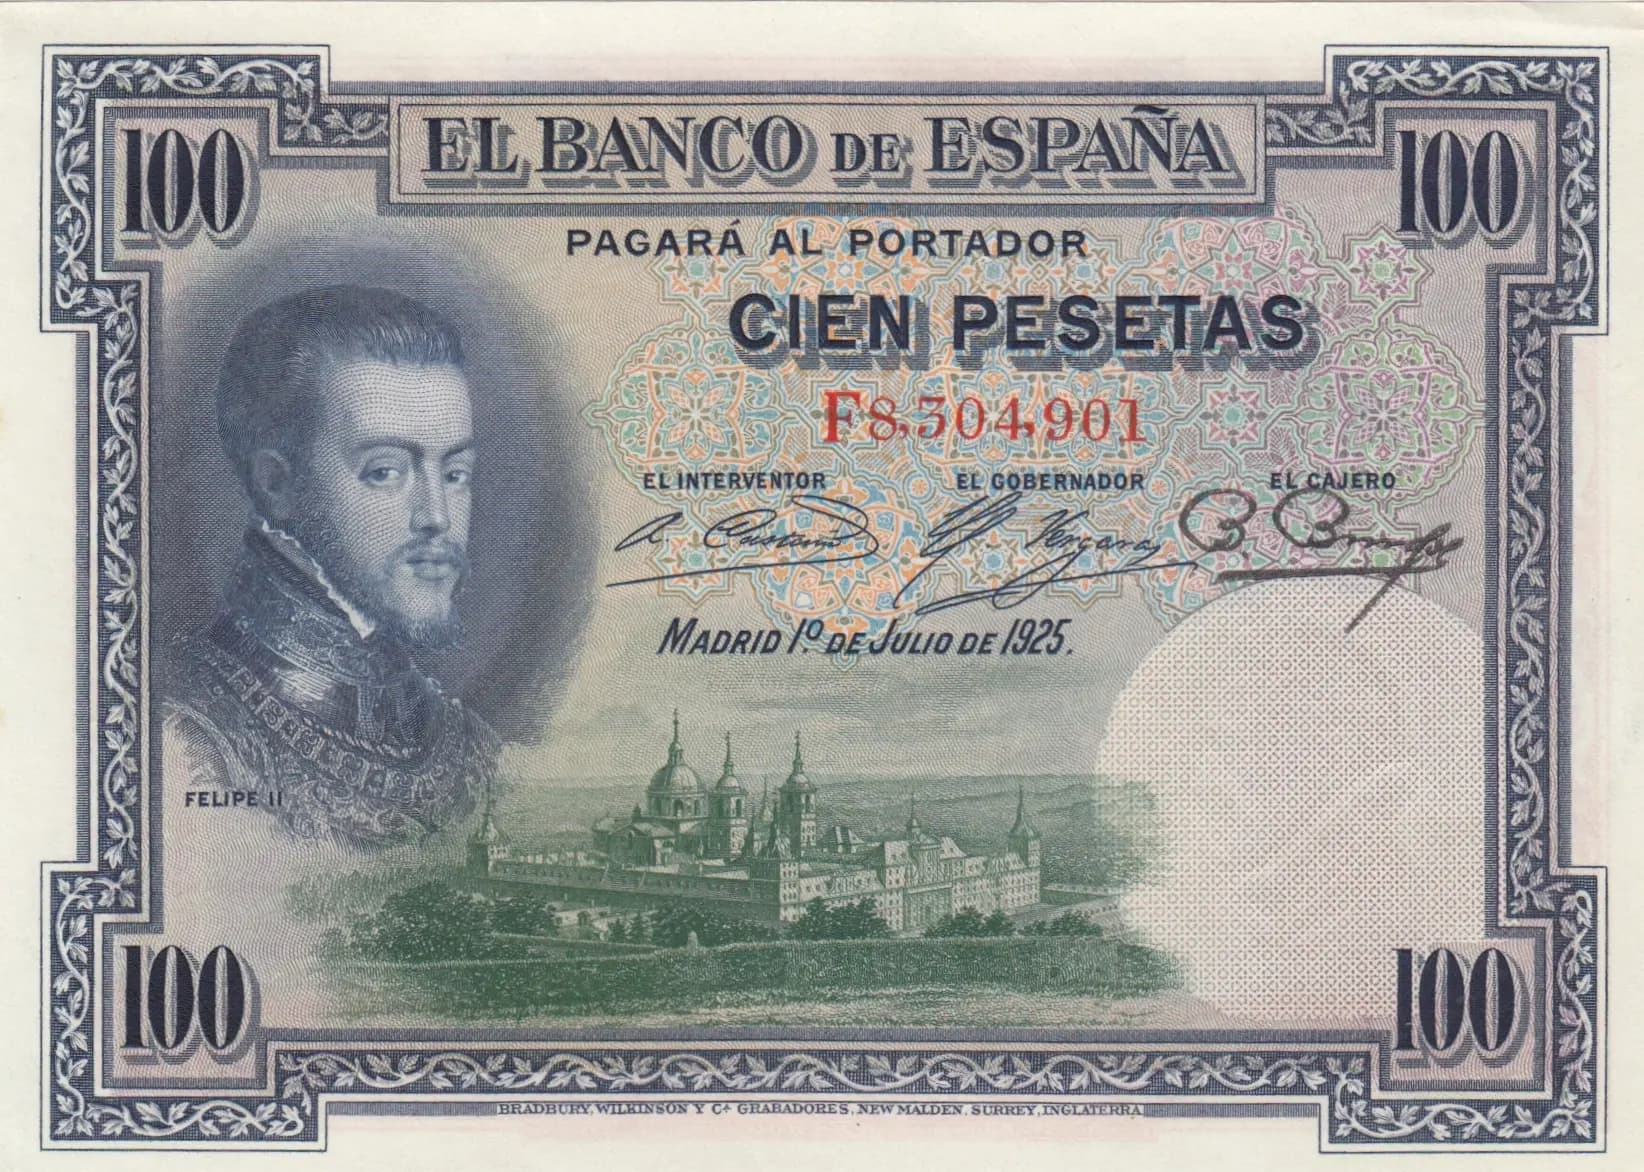 100 EL BANCO DE ESPAÑA 100
PAGARÁ AL PORTADOR
CIEN PESETAS
F8,304,901
EL INTERVENTOR EL GOBERNADOR EL CAJERO
MADRID 1.º DE JULIO DE 1925.
FELIPE II
100 100
BRADBURY, WILKINSON Y Cª GRABADORES, NEW MALDEN, SURREY, INGLATERRA